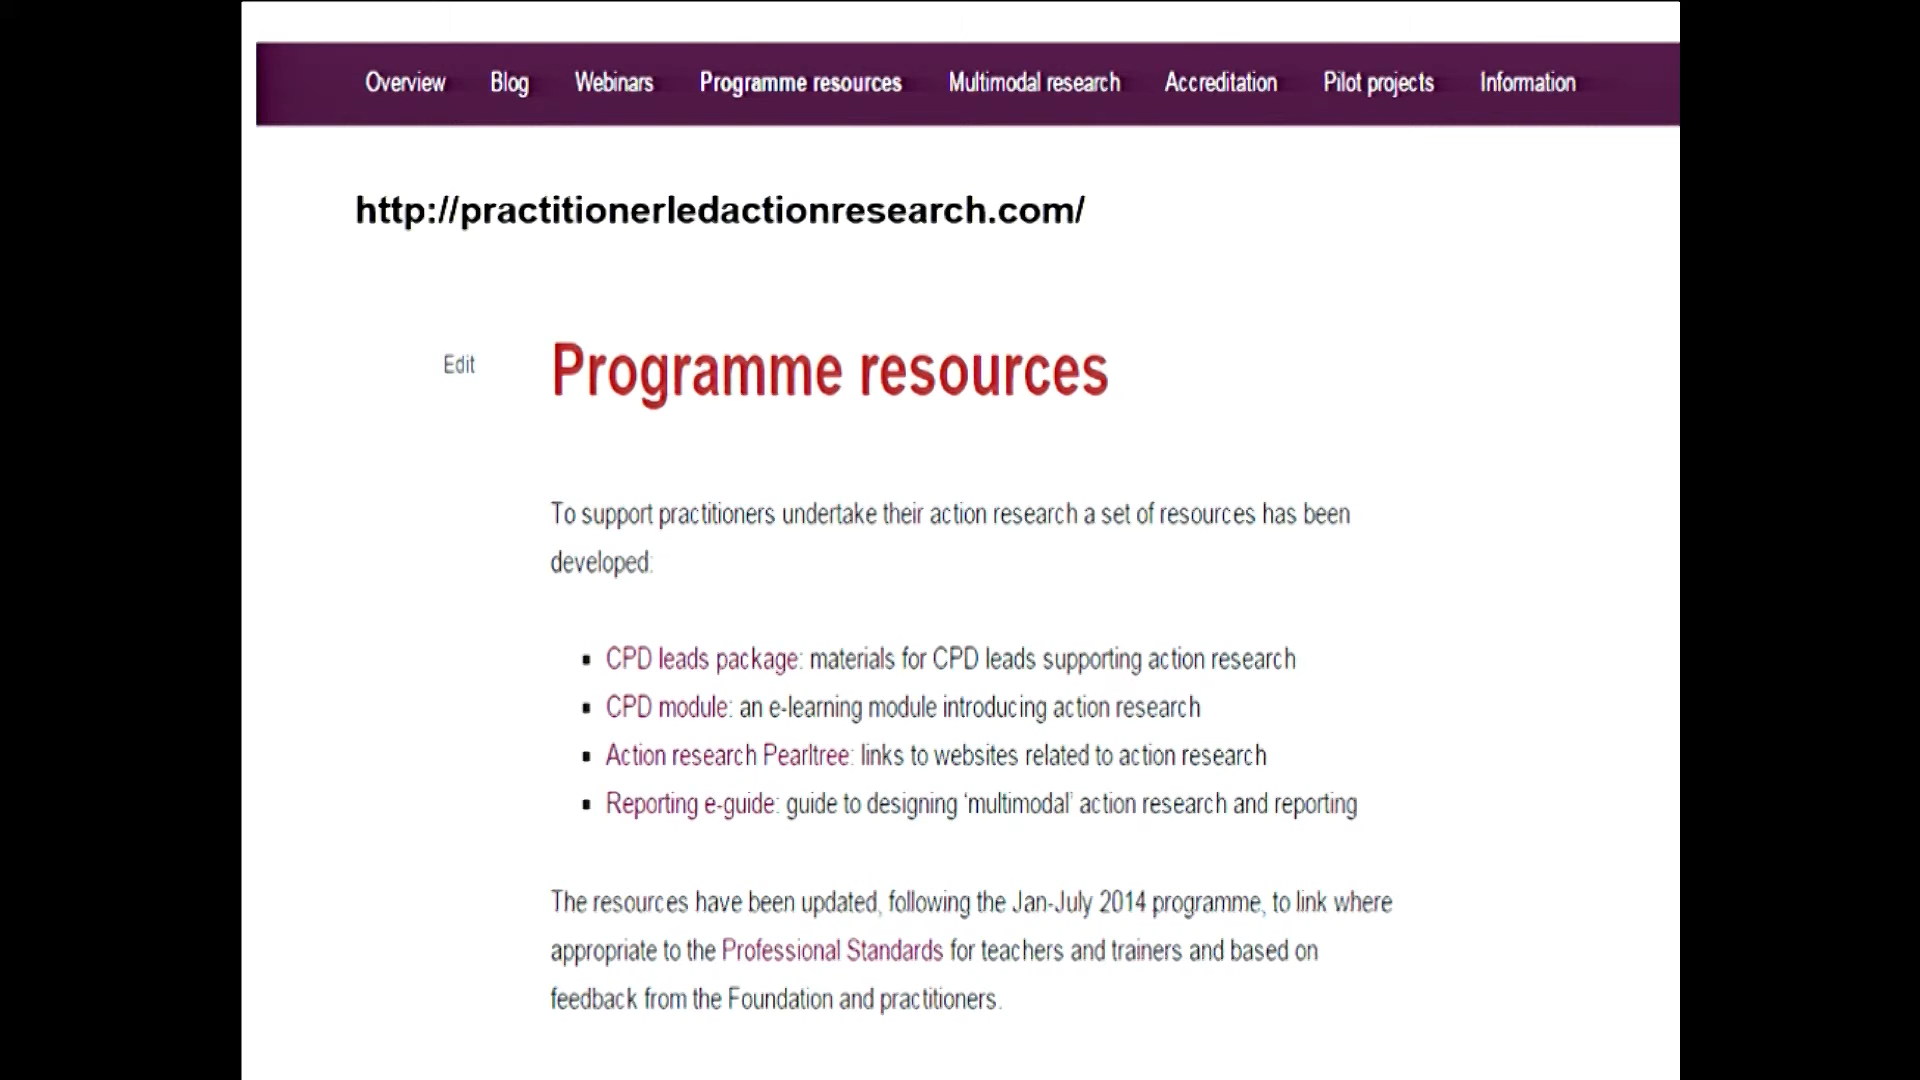 Overview Blog Webinars Programme resources Multimodal research Accreditation Pilot projects Information
http://practitionerledactionresearch.com/
Edit
Programme resources
To support practitioners undertake their action research a set of resources has been
developed:
▪ CPD leads package: materials for CPD leads supporting action research
▪ CPD module: an e-learning module introducing action research
▪ Action research Pearltree: links to websites related to action research
▪ Reporting e-guide: guide to designing ‘multimodal’ action research and reporting
The resources have been updated, following the Jan-July 2014 programme, to link where
appropriate to the Professional Standards for teachers and trainers and based on
feedback from the Foundation and practitioners.